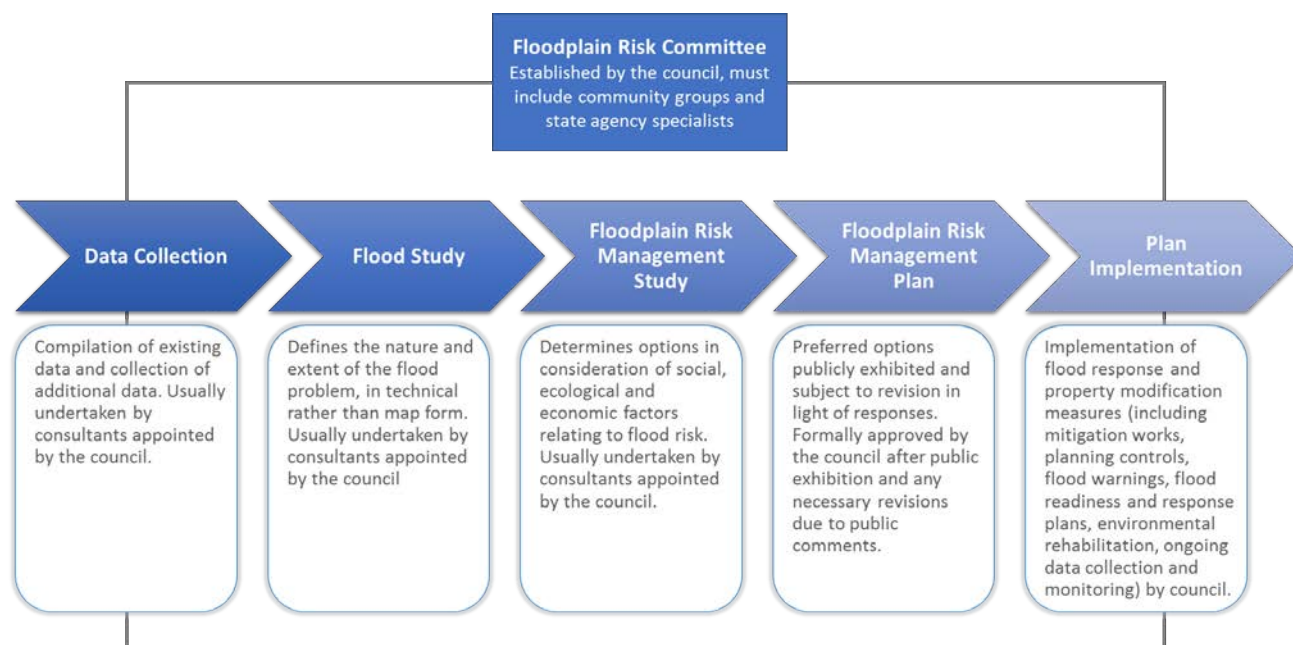 Floodplain Risk Committee
Established by the council, must
include community groups and
state agency specialists
Data Collection
Flood Study
Floodplain Risk
Management
Study
Floodplain Risk
Management
Plan
Plan
Implementation
Compilation of existing
data and collection of
additional data. Usually
undertaken by
consultants appointed
by the council.
Defines the nature and
extent of the flood
problem, in technical
rather than map form.
Usually undertaken by
consultants appointed
by the council
Determines options in
consideration of social,
ecological and
economic factors
relating to flood risk.
Usually undertaken by
consultants appointed
by the council.
Preferred options
publicly exhibited and
subject to revision in
light of responses.
Formally approved by
the council after public
exhibition and any
necessary revisions
due to public
comments.
Implementation of
flood response and
property modification
measures (including
mitigation works,
planning controls,
flood warnings, flood
readiness and response
plans, environmental
rehabilitation, ongoing
data collection and
monitoring) by council.